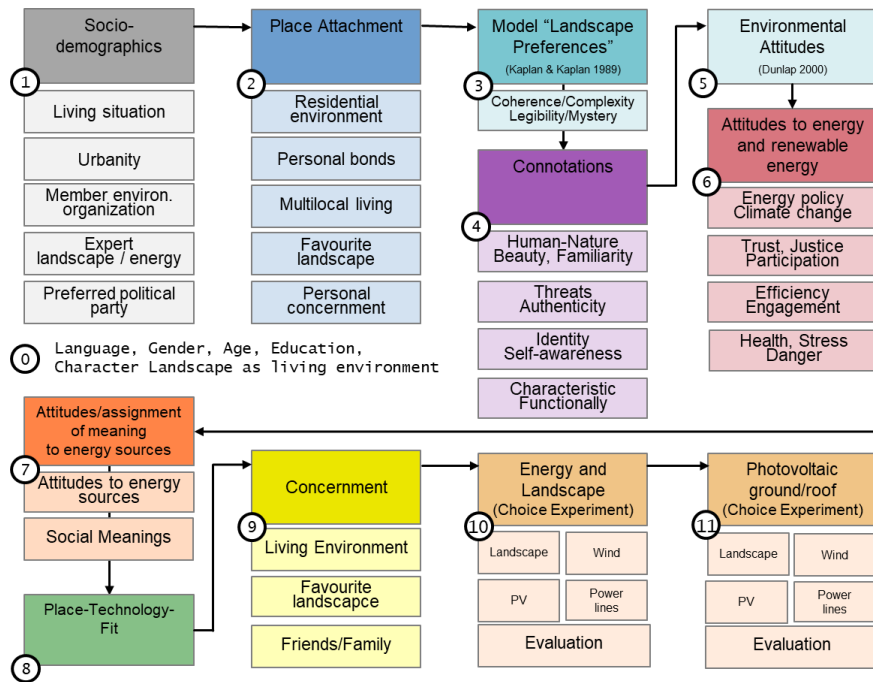 Socio-
demographics
1
Living situation
Urbanity
Member environ.
organization
Expert
landscape / energy
Preferred political
party
Place Attachment
2
Residential
environment
Personal bonds
Multilocal living
Favourite
landscape
Personal
concernment
Model “Landscape
Preferences”
(Kaplan & Kaplan 1989)
3
Coherence/Complexity
Legibility/Mystery
Connotations
4
Human-Nature
Beauty, Familiarity
Threats
Authenticity
Identity
Self-awareness
Characteristic
Functionally
Environmental
Attitudes
(Dunlap 2000)
5
Attitudes to energy
and renewable
energy
6
Energy policy
Climate change
Trust, Justice
Participation
Efficiency
Engagement
Health, Stress
Danger
0
Language, Gender, Age, Education,
Character Landscape as living environment
Attitudes/assignment
of meaning
to energy sources
7
Attitudes to energy
sources
Social Meanings
Place-Technology-
Fit
8
Concernment
9
Living Environment
Favourite
landscapce
Friends/Family
Energy and
Landscape
(Choice Experiment)
10
Landscape
Wind
PV
Power
lines
Evaluation
Photovoltaic
ground/roof
(Choice Experiment)
11
Landscape
Wind
PV
Power
lines
Evaluation